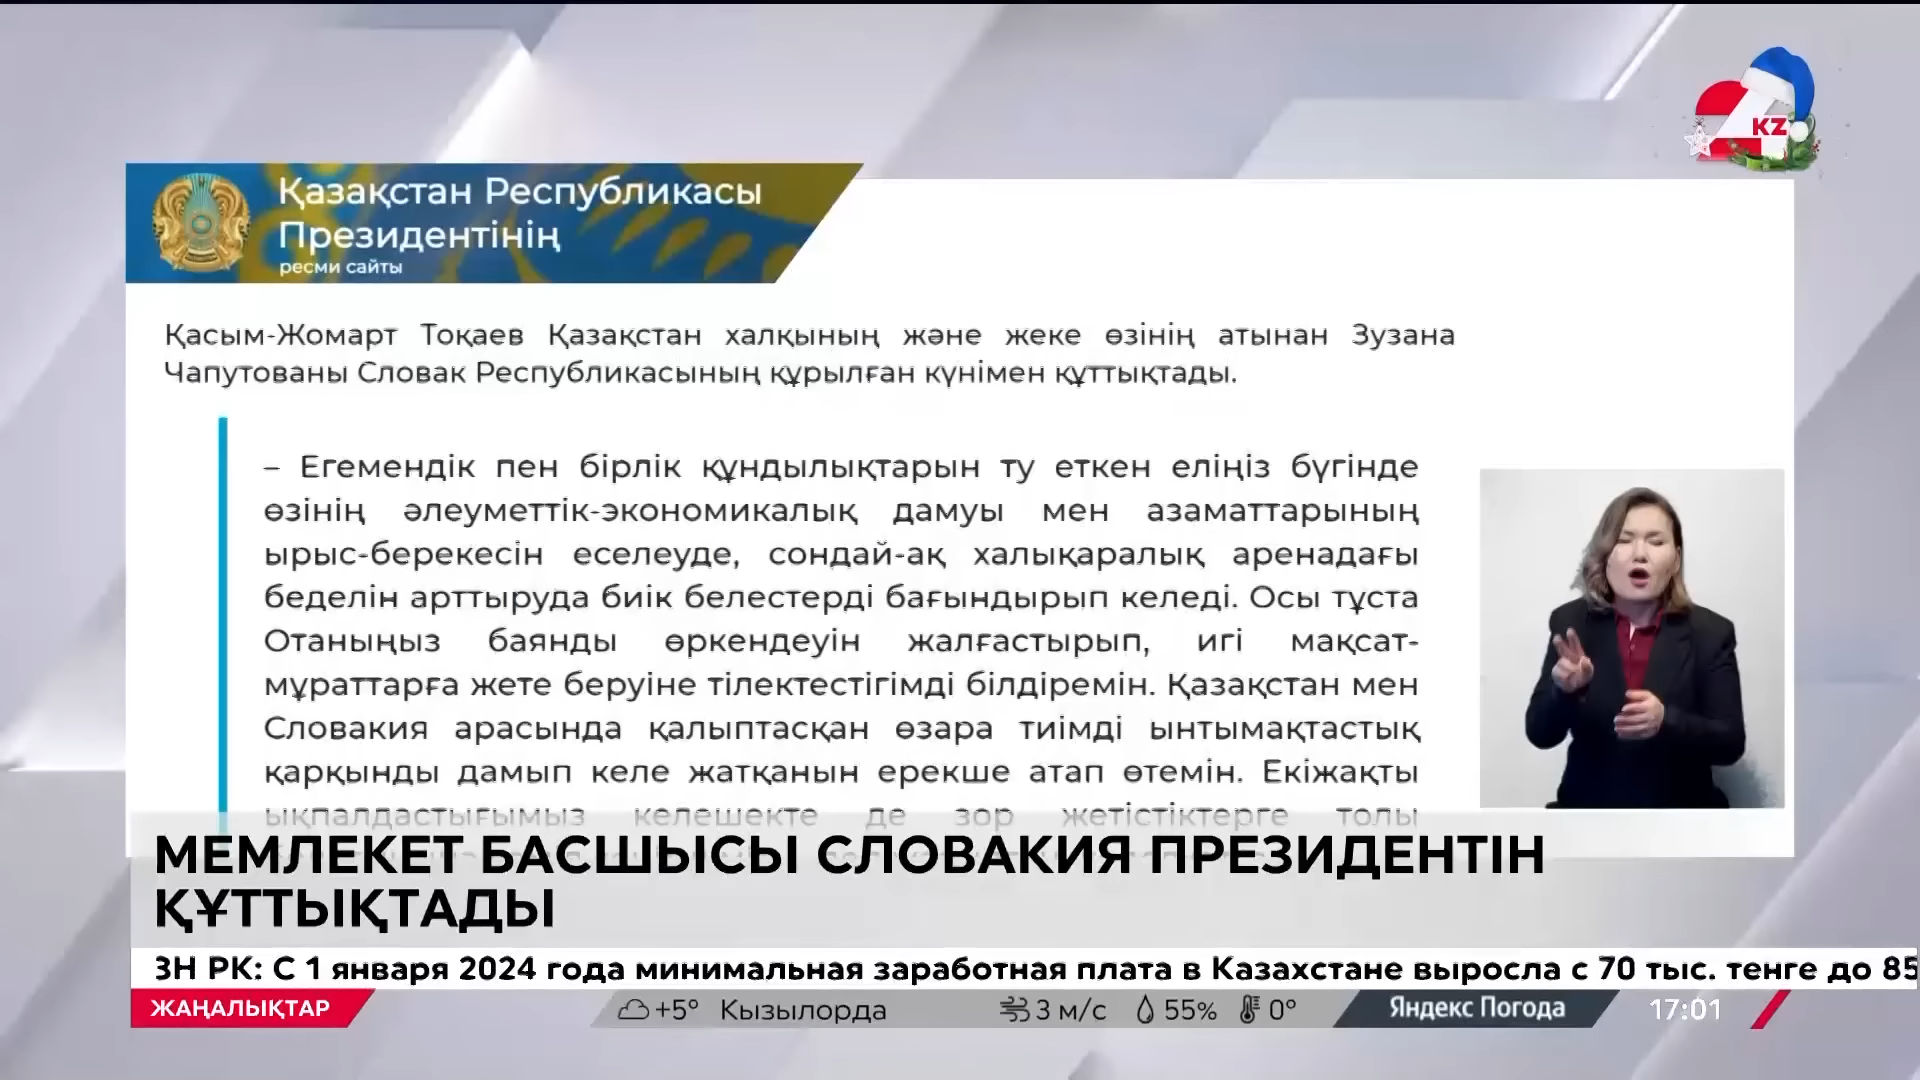 KZ
Қазақстан Республикасы
Президентінің
ресми сайты
Қасым-Жомарт Тоқаев Қазақстан халқының және жеке өзінің атынан Зузана
Чапутованы Словак Республикасының құрылған күнімен құттықтады.
– Егемендік пен бірлік құндылықтарын ту еткен еліңіз бүгінде
өзінің әлеуметтік-экономикалық дамуы мен азаматтарының
ырыс-берекесін еселеуде, сондай-ақ халықаралық аренадағы
беделін арттыруда биік белестерді бағындырып келеді. Осы тұста
Отаныңыз баянды өркендеуін жалғастырып, игі мақсат-
мұраттарға жете беруіне тілектестігімді білдіремін. Қазақстан мен
Словакия арасында қалыптасқан өзара тиімді ынтымақтастық
қарқынды дамып келе жатқанын ерекше атап өтемін. Екіжақты
ықпалдастығымыз келешекте де зор жетістіктерге толы
МЕМЛЕКЕТ БАСШЫСЫ СЛОВАКИЯ ПРЕЗИДЕНТІН
ҚҰТТЫҚТАДЫ
ЗН РК: С 1 января 2024 года минимальная заработная плата в Казахстане выросла с 70 тыс. тенге до 85
ЖАҢАЛЫҚТАР +5° Кызылорда 3 м/с 55% 0° Яндекс Погода 17:01